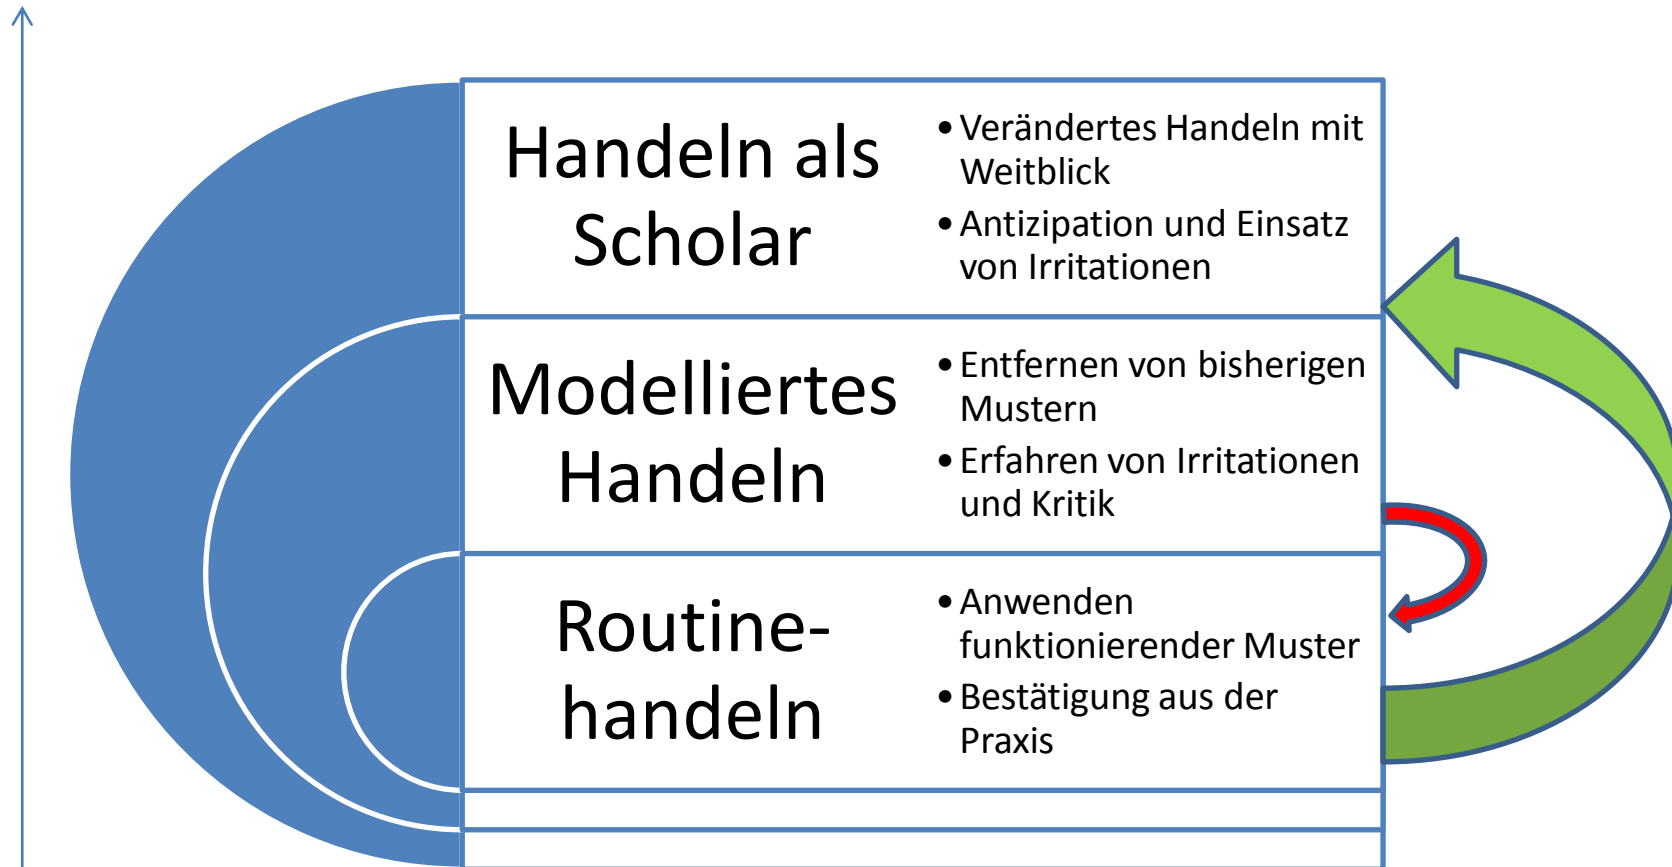 Handeln als
Scholar
• Verändertes Handeln mit
Weitblick
• Antizipation und Einsatz
von Irritationen
Modelliertes
Handeln
• Entfernen von bisherigen
Mustern
• Erfahren von Irritationen
und Kritik
Routine-
handeln
• Anwenden
funktionierender Muster
• Bestätigung aus der
Praxis